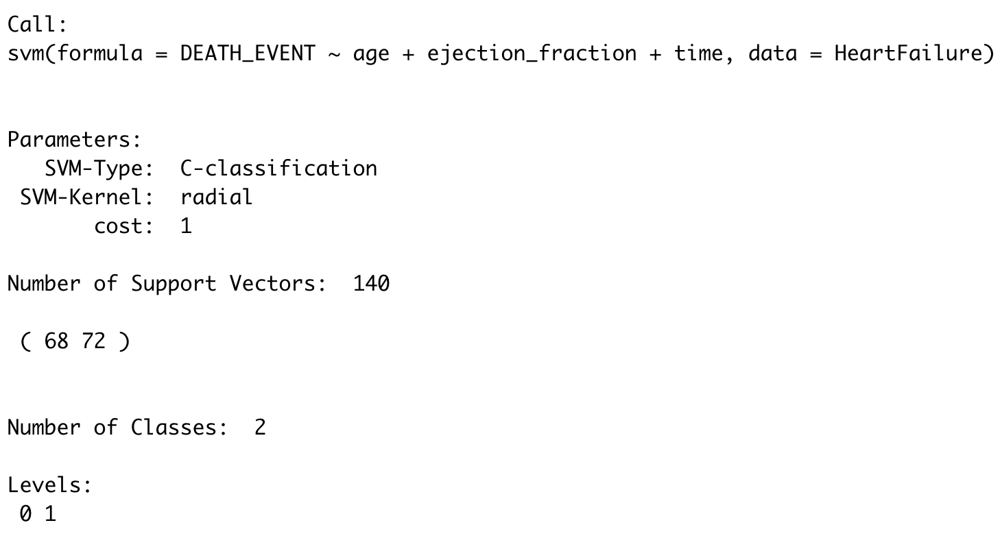 Call:
svm(formula = DEATH_EVENT ~ age + ejection_fraction + time, data = HeartFailure)
Parameters:
SVM-Type: C-classification
SVM-Kernel: radial
cost: 1
Number of Support Vectors: 140
( 68 72 )
Number of Classes: 2
Levels:
0 1